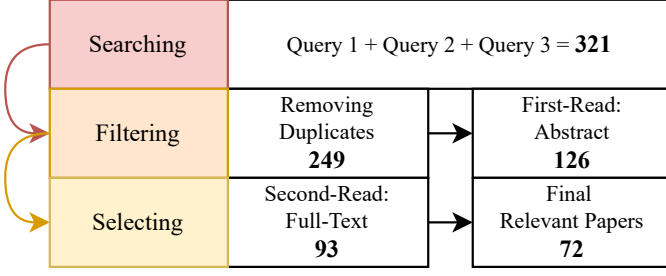 Searching
Query 1 + Query 2 + Query 3 = 321
Filtering
Removing
Duplicates
249
First-Read:
Abstract
126
Selecting
Second-Read:
Full-Text
93
Final
Relevant Papers
72